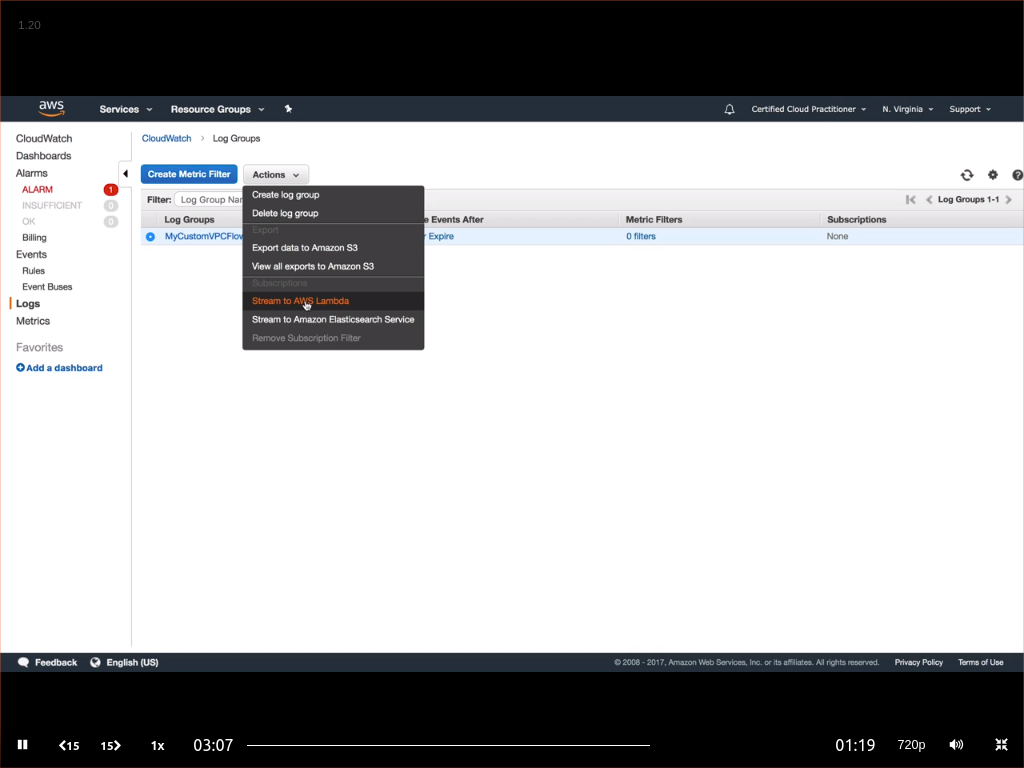 1.20
aws Services Resource Groups Certified Cloud Practitioner N. Virginia Support
CloudWatch
Dashboards
Alarms
ALARM 1
INSUFFICIENT 0
OK 0
Billing
Events
Rules
Event Buses
Logs
Metrics
Favorites
Add a dashboard
CloudWatch > Log Groups
Create Metric Filter Actions
Filter: Log Group Nam Log Groups 1-1
Log Groups e Events After Metric Filters Subscriptions
MyCustomVPCFlow r Expire 0 filters None
Create log group
Delete log group
Export
Export data to Amazon S3
View all exports to Amazon S3
Subscriptions
Stream to AWS Lambda
Stream to Amazon Elasticsearch Service
Remove Subscription Filter
Feedback English (US) © 2008 - 2017, Amazon Web Services, Inc. or its affiliates. All rights reserved. Privacy Policy Terms of Use
15 15 1x 03:07 01:19 720p